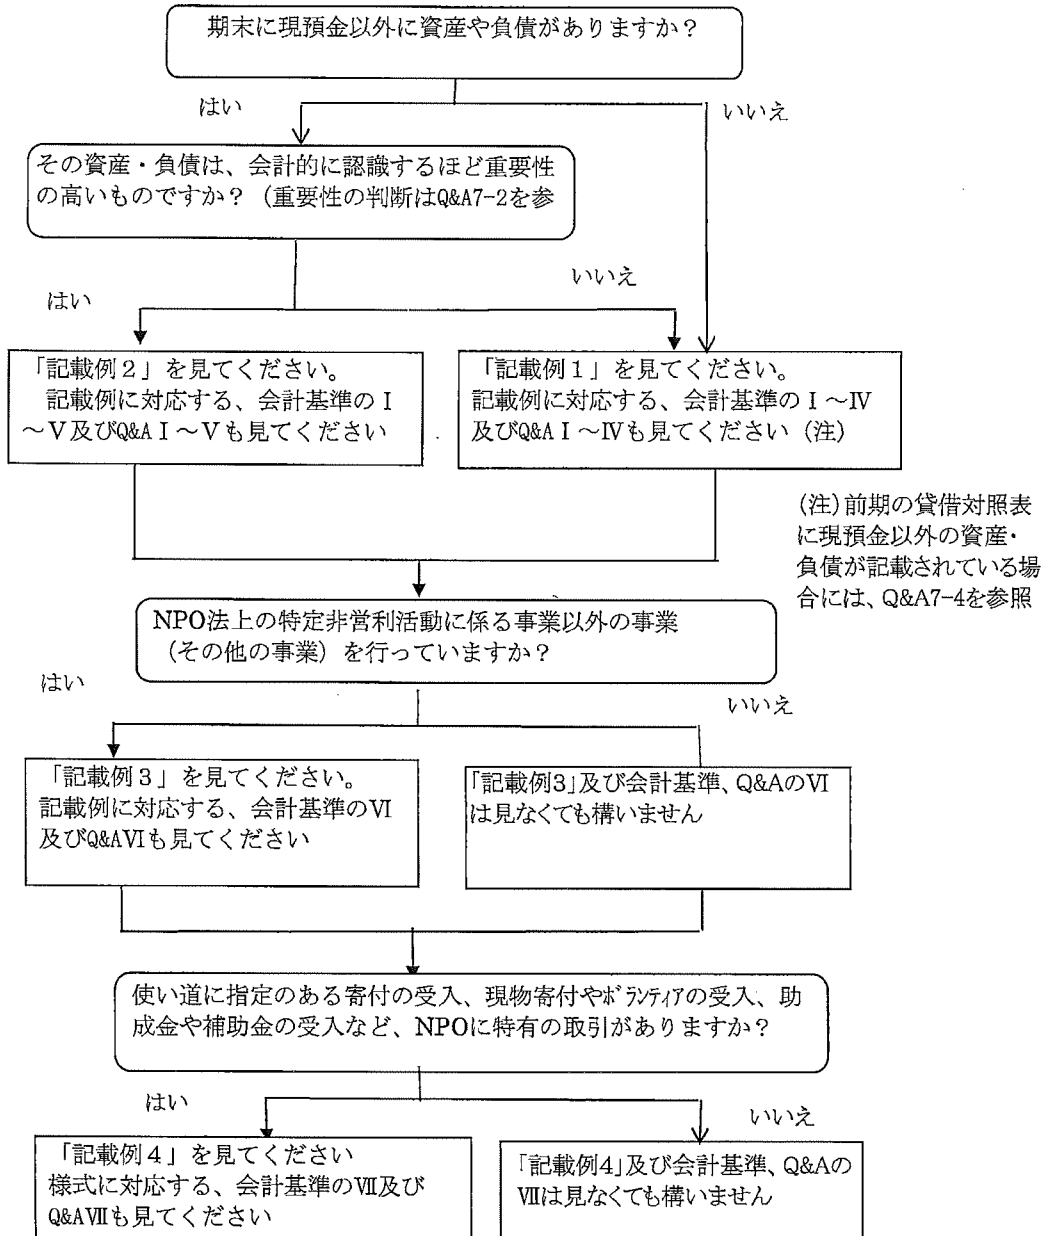 期末に現預金以外に資産や負債がありますか？
はい
いいえ
その資産・負債は、会計的に認識するほど重要性
の高いものですか？（重要性の判断はQ&A7-2を参
いいえ
はい
「記載例２」を見てください。
記載例に対応する、会計基準のⅠ
～Ⅴ及びQ&AⅠ～Ⅴも見てください
「記載例１」を見てください。
記載例に対応する、会計基準のⅠ～Ⅳ
及びQ&AⅠ～Ⅳも見てください（注）
(注)前期の貸借対照表
に現預金以外の資産・
負債が記載されている場
合には、Q&A7-4を参照
NPO法上の特定非営利活動に係る事業以外の事業
（その他の事業）を行っていますか？
はい
いいえ
「記載例３」を見てください。
記載例に対応する、会計基準のⅥ
及びQ&AⅥも見てください
「記載例3」及び会計基準、Q&AのⅥ
は見なくても構いません
使い道に指定のある寄付の受入、現物寄付やボランティアの受入、助
成金や補助金の受入など、NPOに特有の取引がありますか？
はい
いいえ
「記載例４」を見てください
様式に対応する、会計基準のⅦ及び
Q&AⅦも見てください
「記載例4」及び会計基準、Q&Aの
Ⅶは見なくても構いません